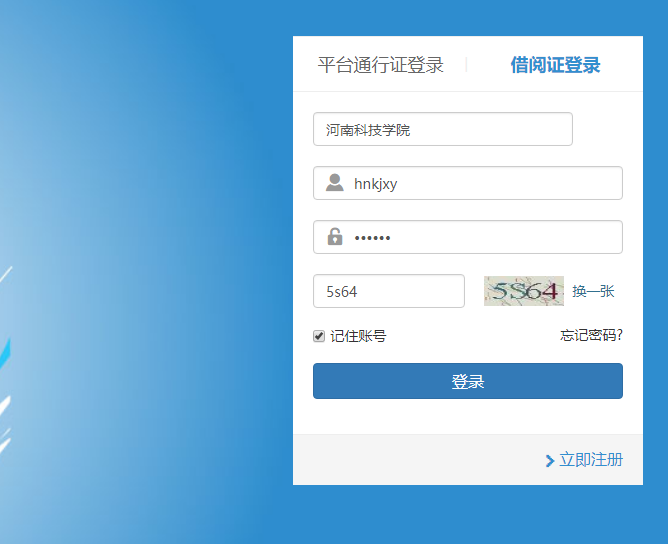 平台通行证登录 | 借阅证登录
河南科技学院
hnkjxy
••••••
5s64 5S64 换一张
记住账号 忘记密码?
登录
立即注册